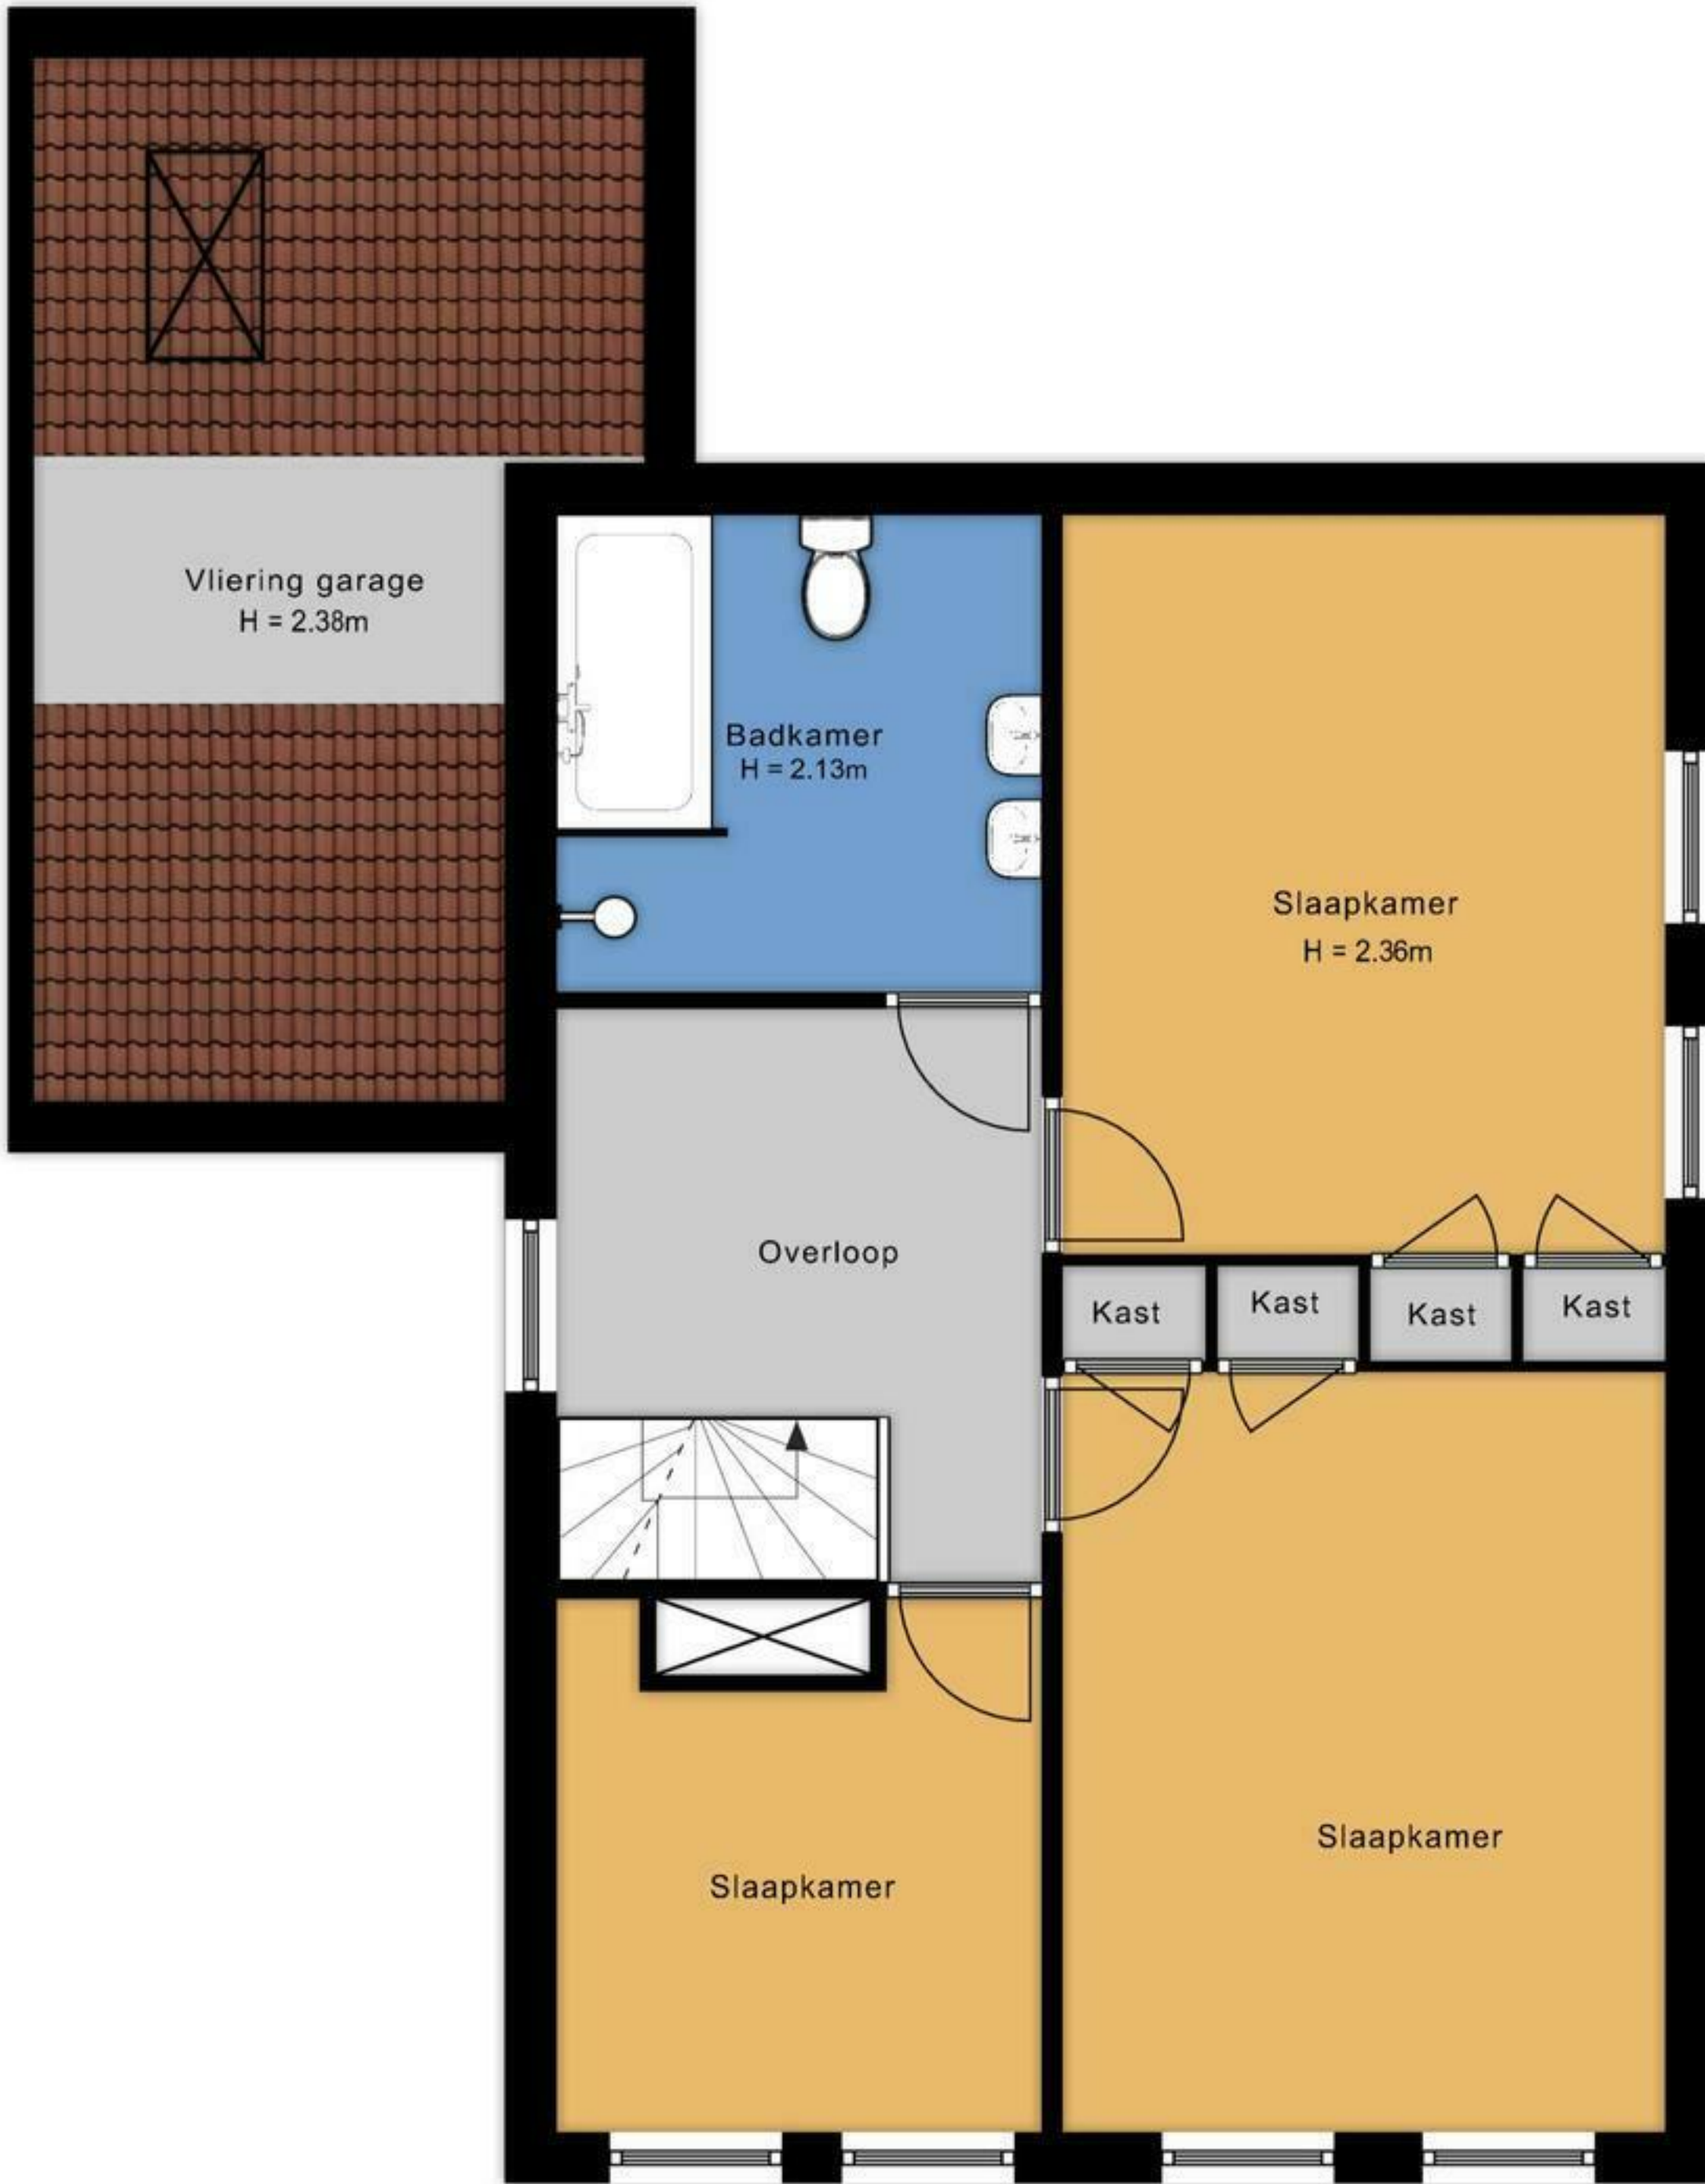 Vliering garage
H = 2.38m
Badkamer
H = 2.13m
Slaapkamer
H = 2.36m
Overloop
Kast
Kast
Kast
Kast
Slaapkamer
Slaapkamer